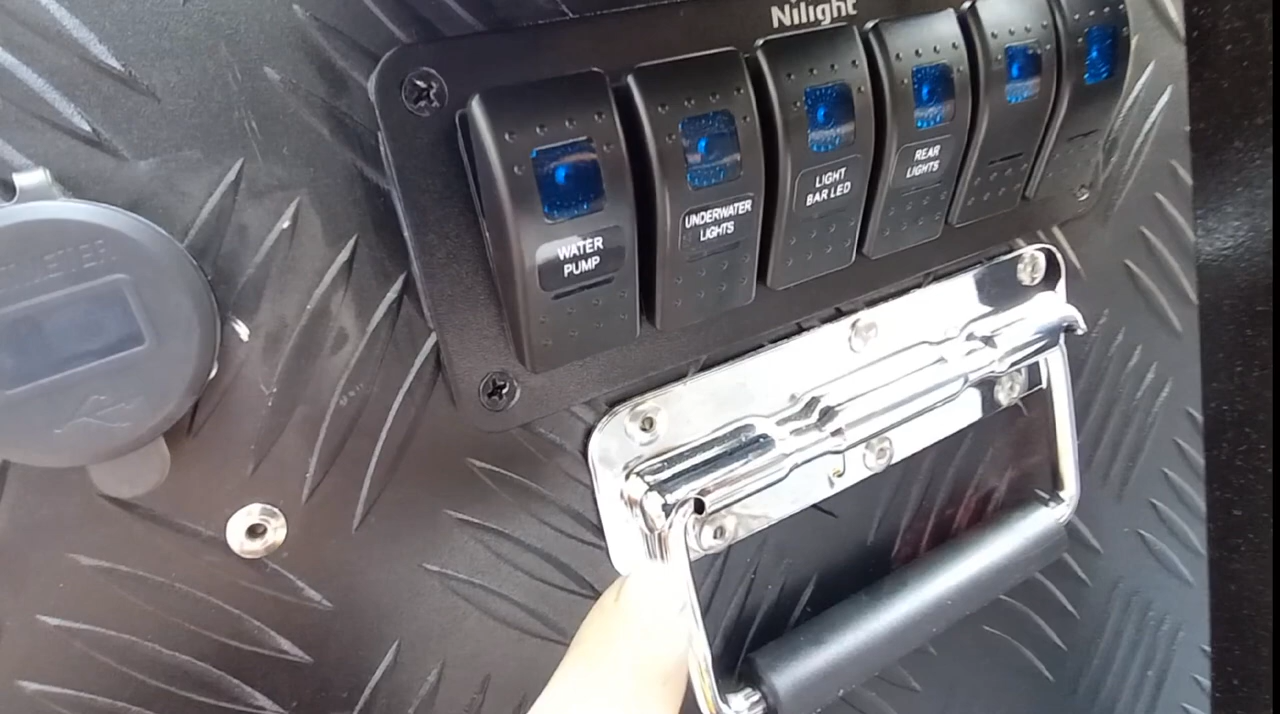 Nilight
WATER
PUMP
UNDERWATER
LIGHTS
LIGHT
BAR LED
REAR
LIGHTS